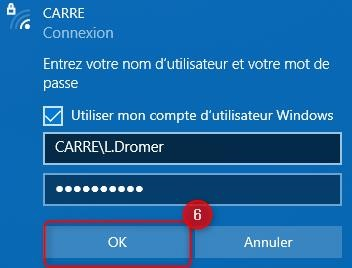 CARRE
Connexion
Entrez votre nom d'utilisateur et votre mot de
passe
Utiliser mon compte d'utilisateur Windows
CARRE\L.Dromer
••••••••••
6
OK Annuler